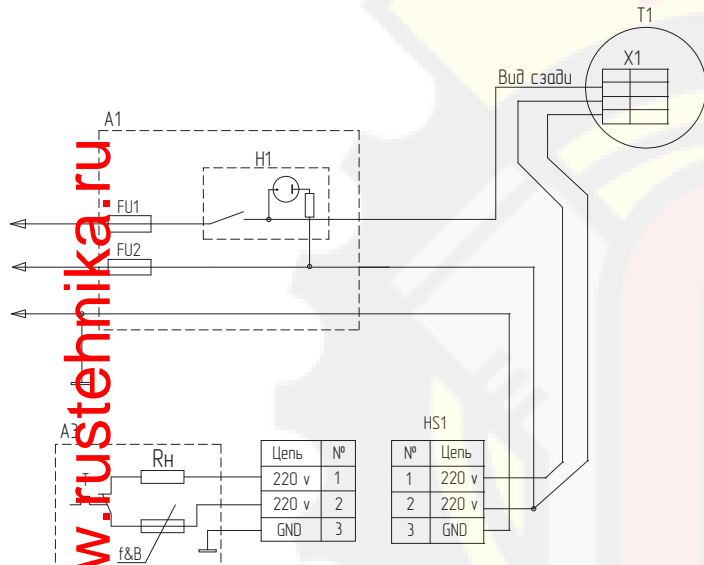 T1
X1
Вид сзади
A1
H1
FU1
FU2
www.rustehnika.ru
HS1
A3
Rн
Цепь Nº
220 v 1
220 v 2
GND 3
Nº Цепь
1 220 v
2 220 v
3 GND
f&B